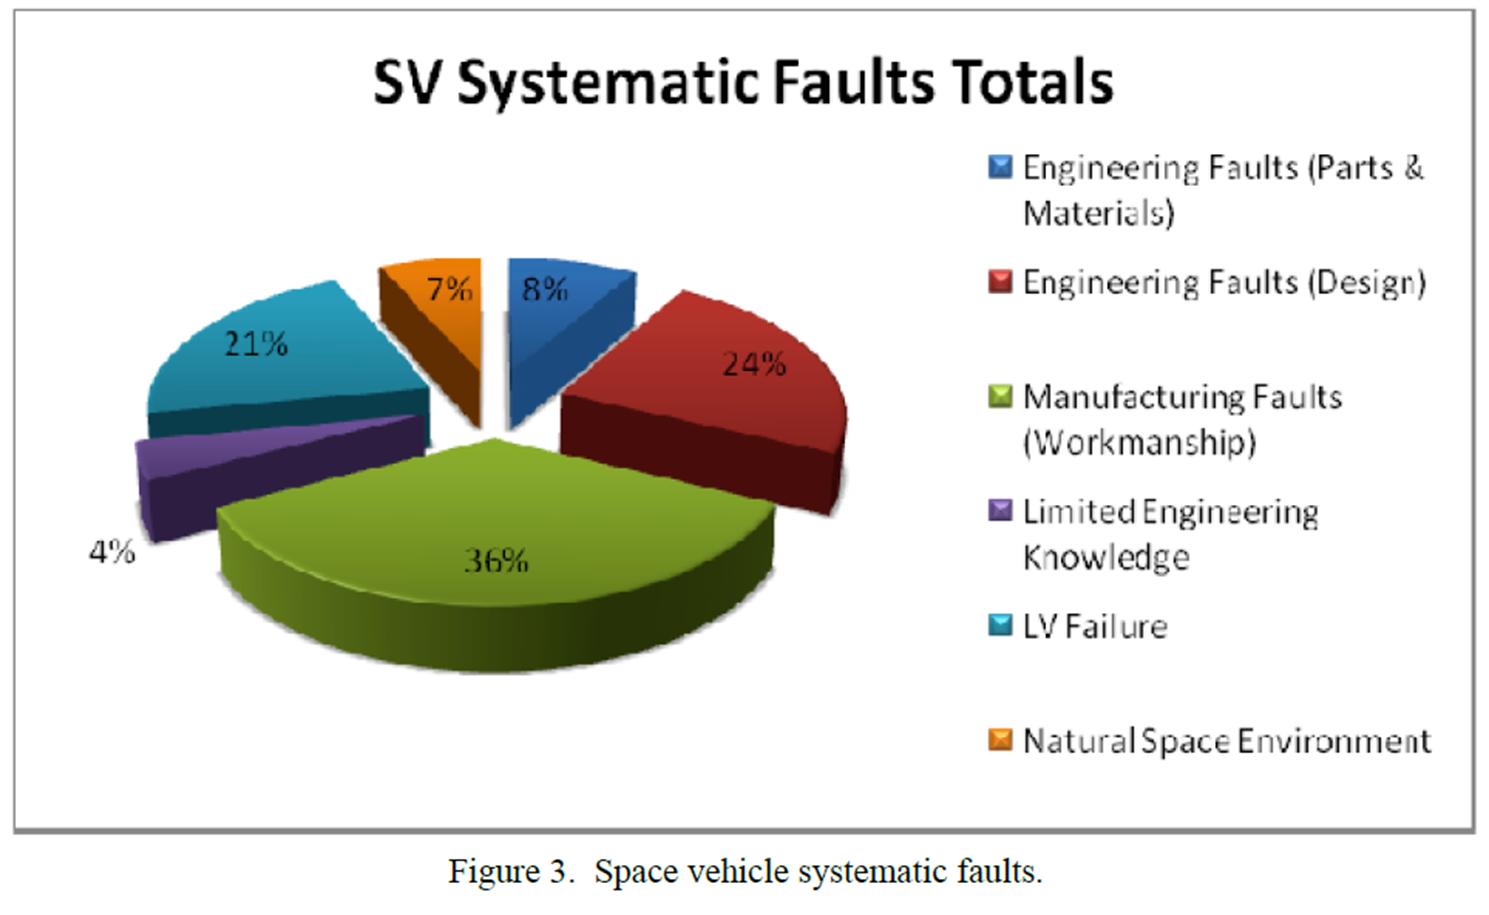 SV Systematic Faults Totals
7%
8%
21%
24%
4%
36%
Engineering Faults (Parts &
Materials)
Engineering Faults (Design)
Manufacturing Faults
(Workmanship)
Limited Engineering
Knowledge
LV Failure
Natural Space Environment
Figure 3. Space vehicle systematic faults.